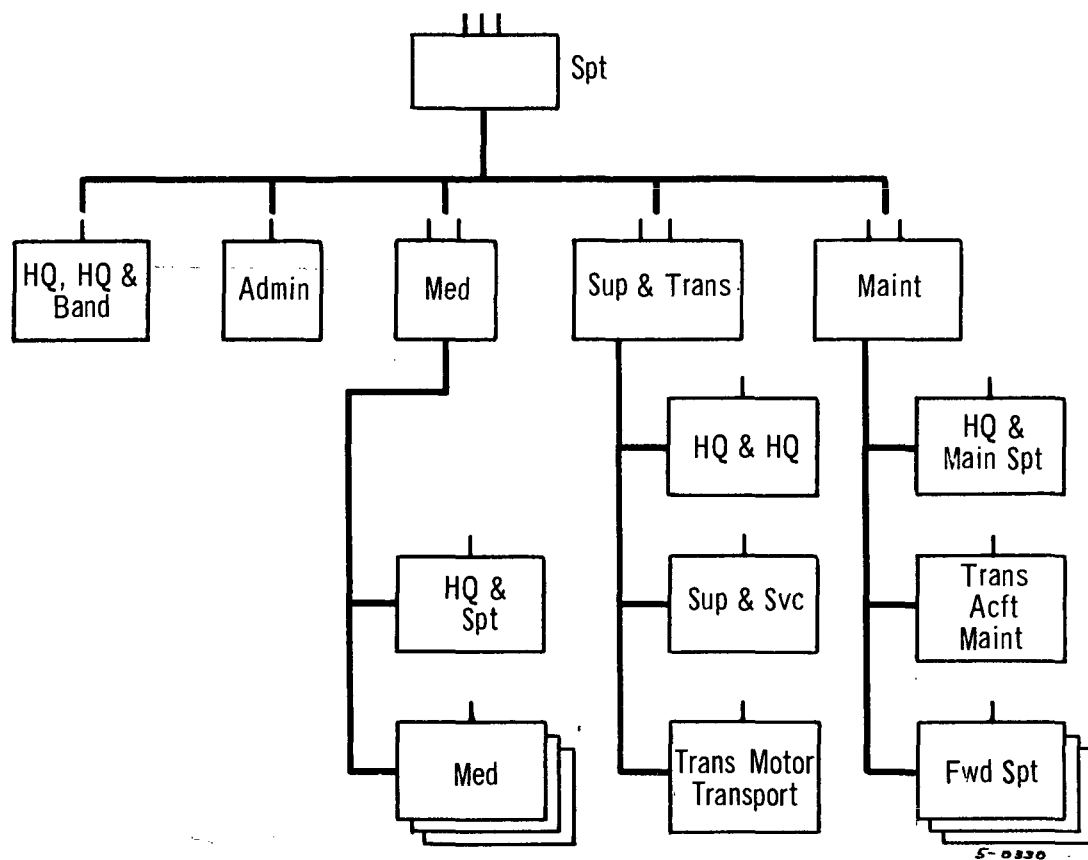 Spt
HQ, HQ &
Band
Admin
Med
Sup & Trans
Maint
HQ & HQ
HQ &
Main Spt
HQ &
Spt
Sup & Svc
Trans
Acft
Maint
Med
Trans Motor
Transport
Fwd Spt
5-0330